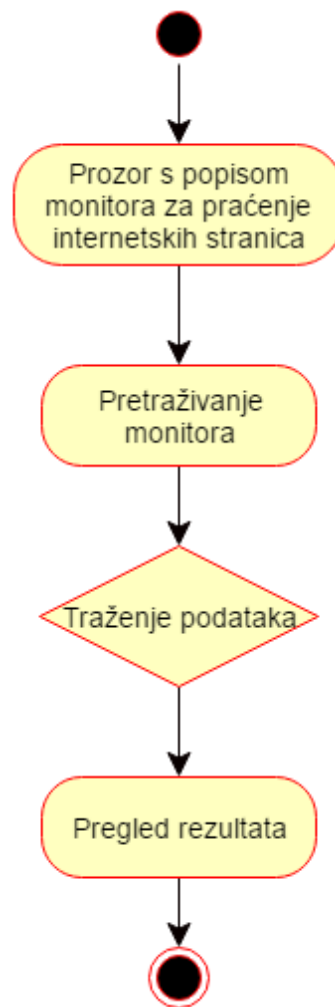 Prozor s popisom
monitora za praćenje
internetskih stranica
Pretraživanje
monitora
Traženje podataka
Pregled rezultata